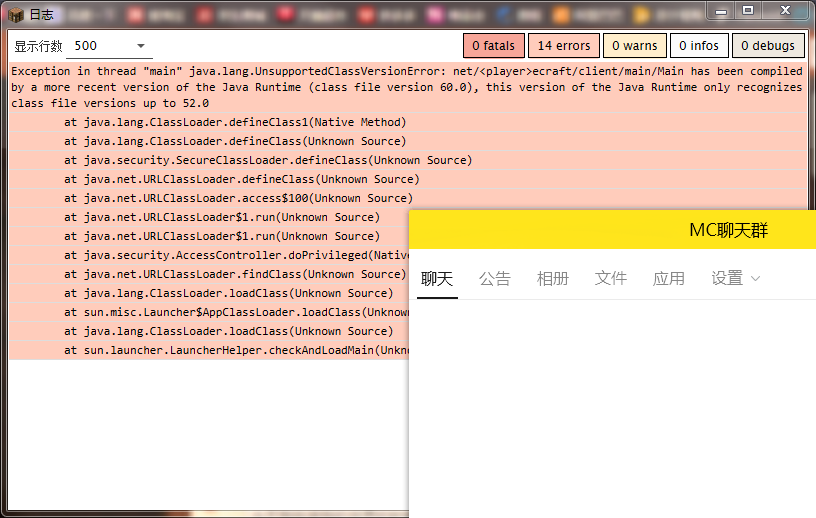 日志
显示行数 500
0 fatals 14 errors 0 warns 0 infos 0 debugs
Exception in thread "main" java.lang.UnsupportedClassVersionError: net/<player>ecraft/client/main/Main has been compiled
by a more recent version of the Java Runtime (class file version 60.0), this version of the Java Runtime only recognizes
class file versions up to 52.0
at java.lang.ClassLoader.defineClass1(Native Method)
at java.lang.ClassLoader.defineClass(Unknown Source)
at java.security.SecureClassLoader.defineClass(Unknown Source)
at java.net.URLClassLoader.defineClass(Unknown Source)
at java.net.URLClassLoader.access$100(Unknown Source)
at java.net.URLClassLoader$1.run(Unknown Source)
at java.net.URLClassLoader$1.run(Unknown Source)
at java.security.AccessController.doPrivileged(Nativ
at java.net.URLClassLoader.findClass(Unknown
at java.lang.ClassLoader.loadClass(Unknown Source)
at sun.misc.Launcher$AppClassLoader.loadClass(Unknow
at java.lang.ClassLoader.loadClass(Unknown Source)
at sun.launcher.LauncherHelper.checkAndLoadMain(Unkno
MC聊天群
聊天 公告 相册 文件 应用 设置